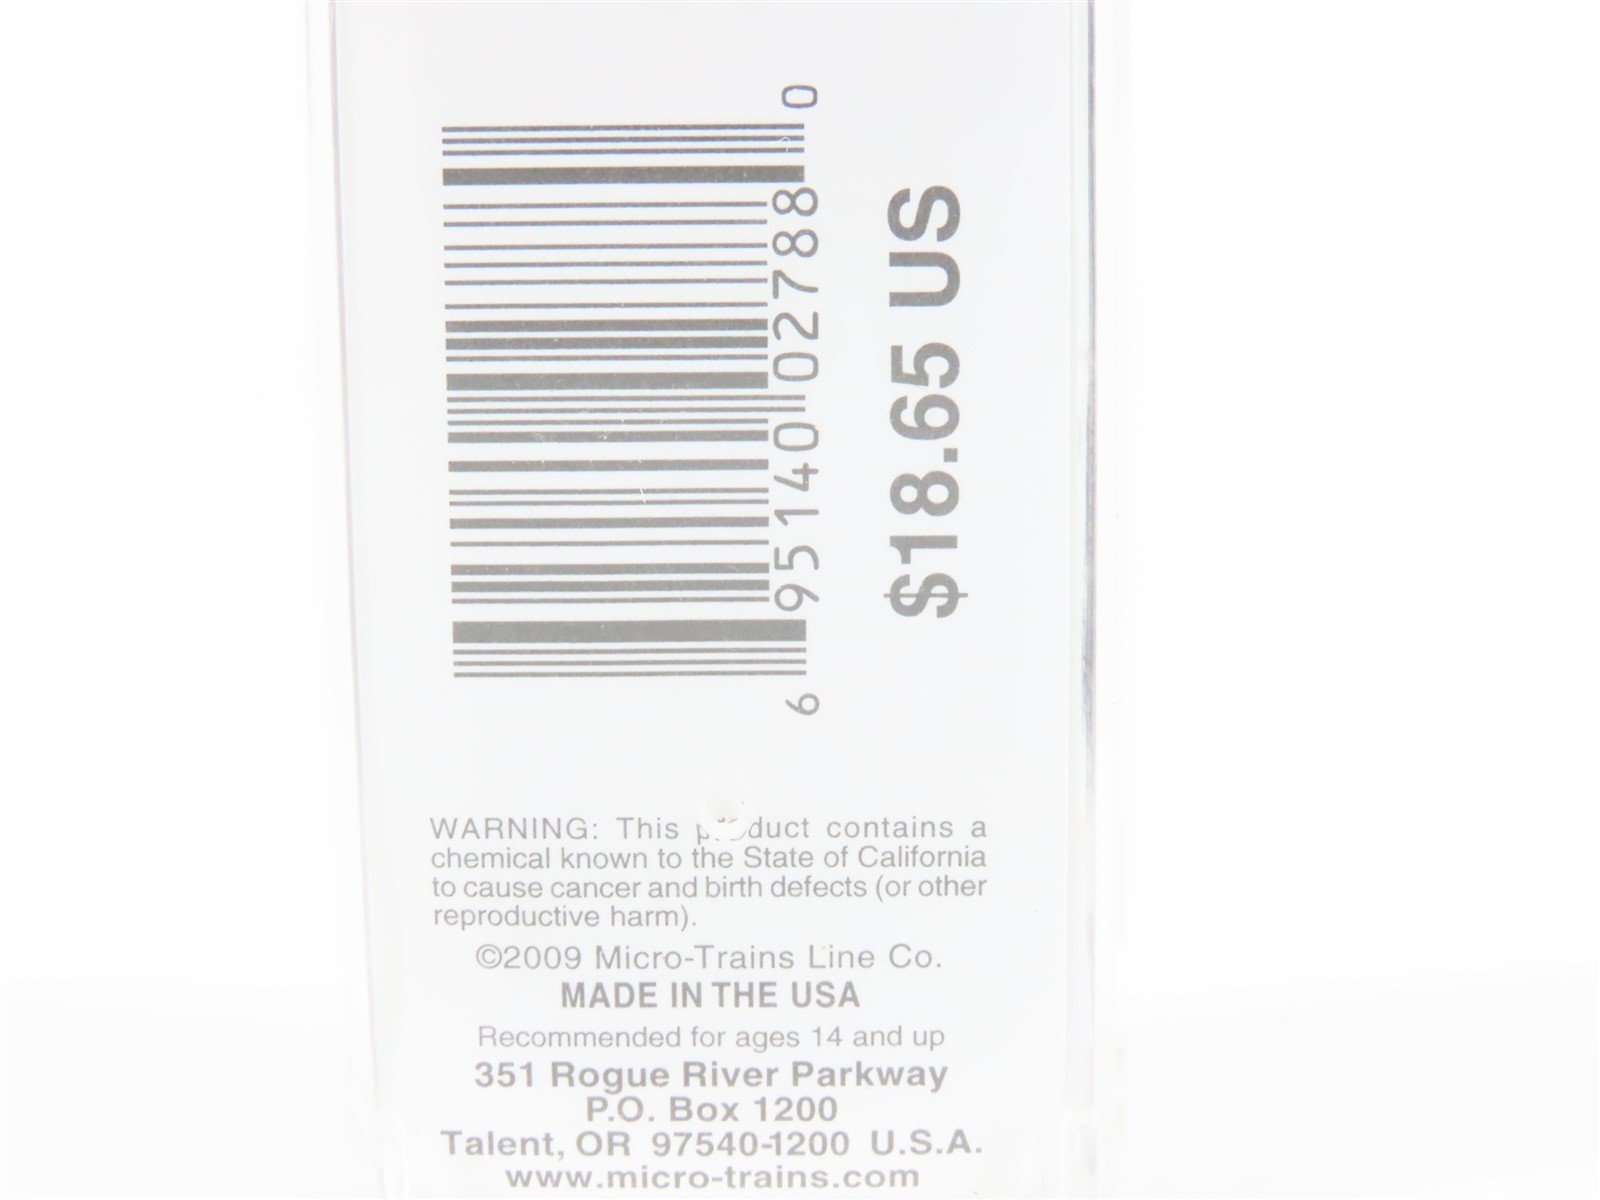 6 95140 02788 0
$18.65 US
WARNING: This product contains a
chemical known to the State of California
to cause cancer and birth defects (or other
reproductive harm).
©2009 Micro-Trains Line Co.
MADE IN THE USA
Recommended for ages 14 and up
351 Rogue River Parkway
P.O. Box 1200
Talent, OR 97540-1200 U.S.A.
www.micro-trains.com